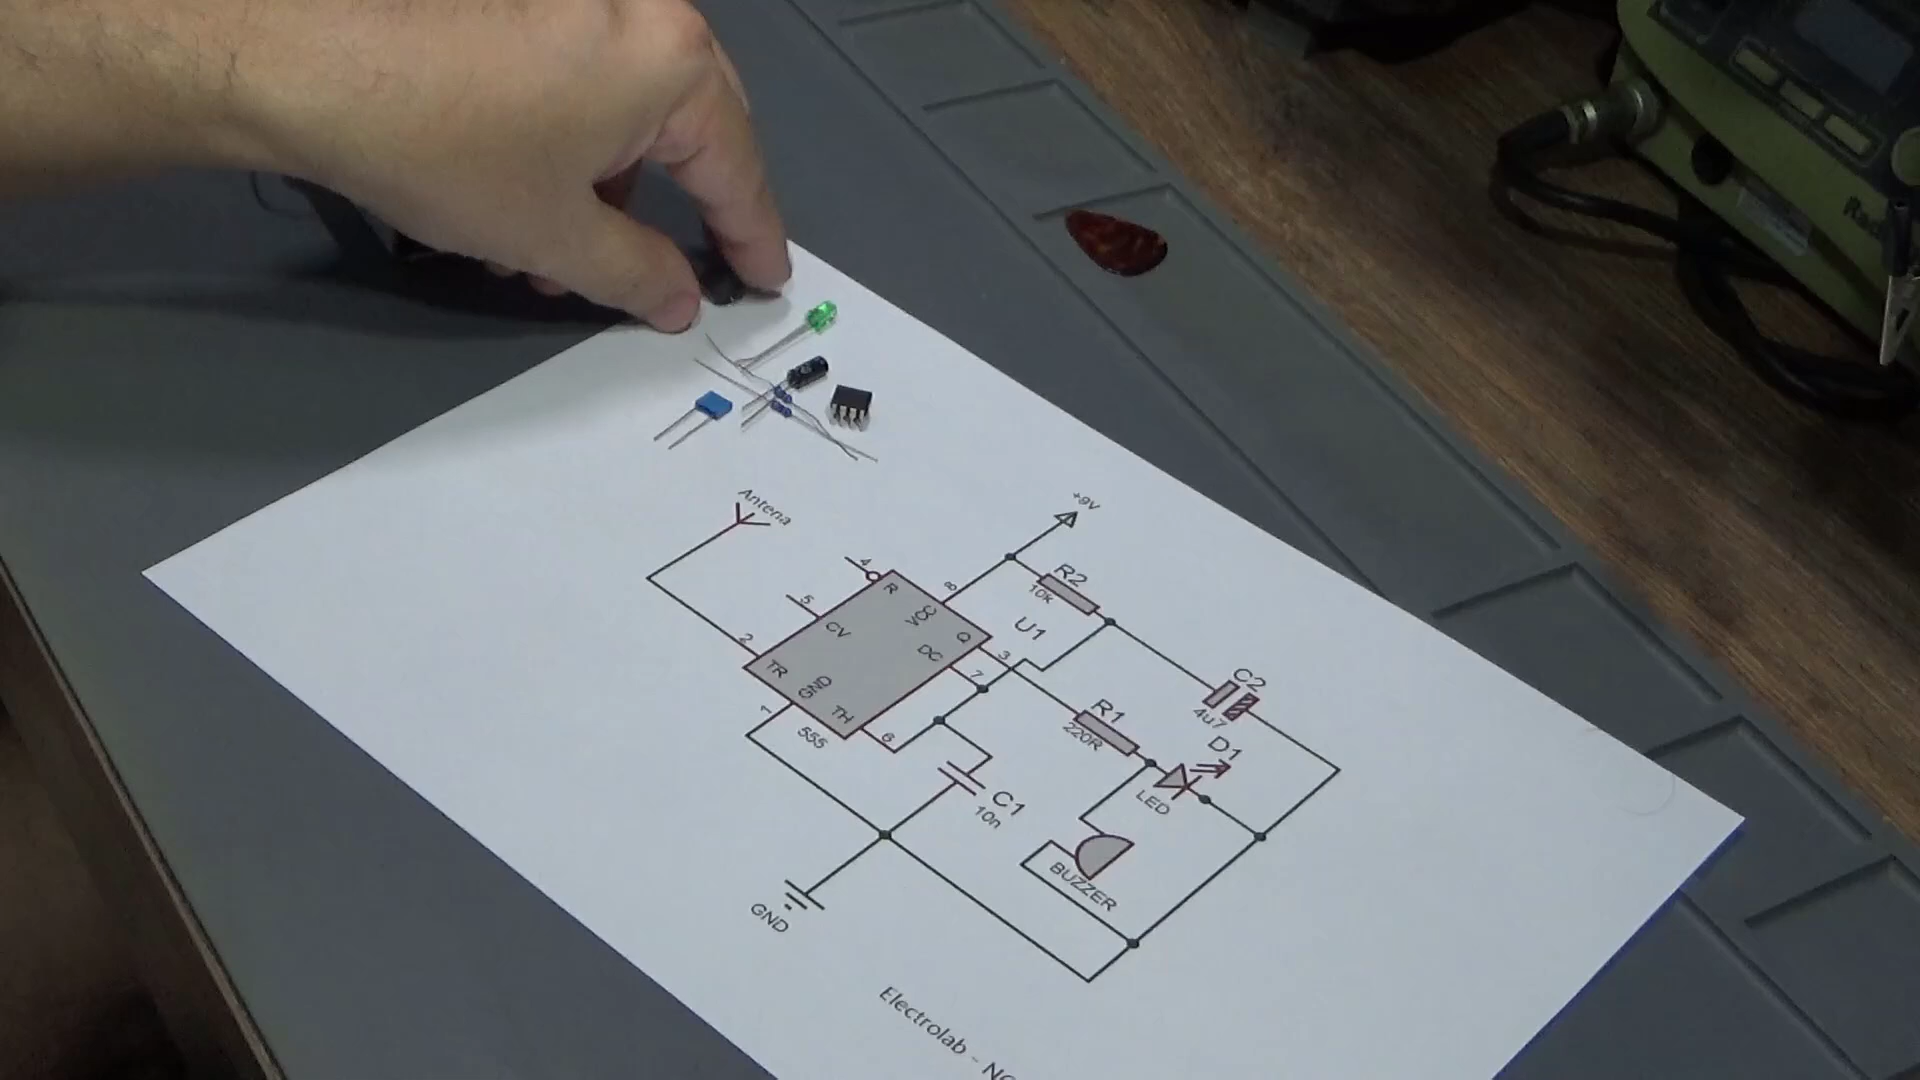 Antena
+9V
4
R
8
R2
10k
5
CV
VCC
Q
U1
2
TR
DC
3
7
GND
C2
4u7
1
TH
R1
220R
555
6
D1
LED
C1
10n
BUZZER
GND
Electrolab -